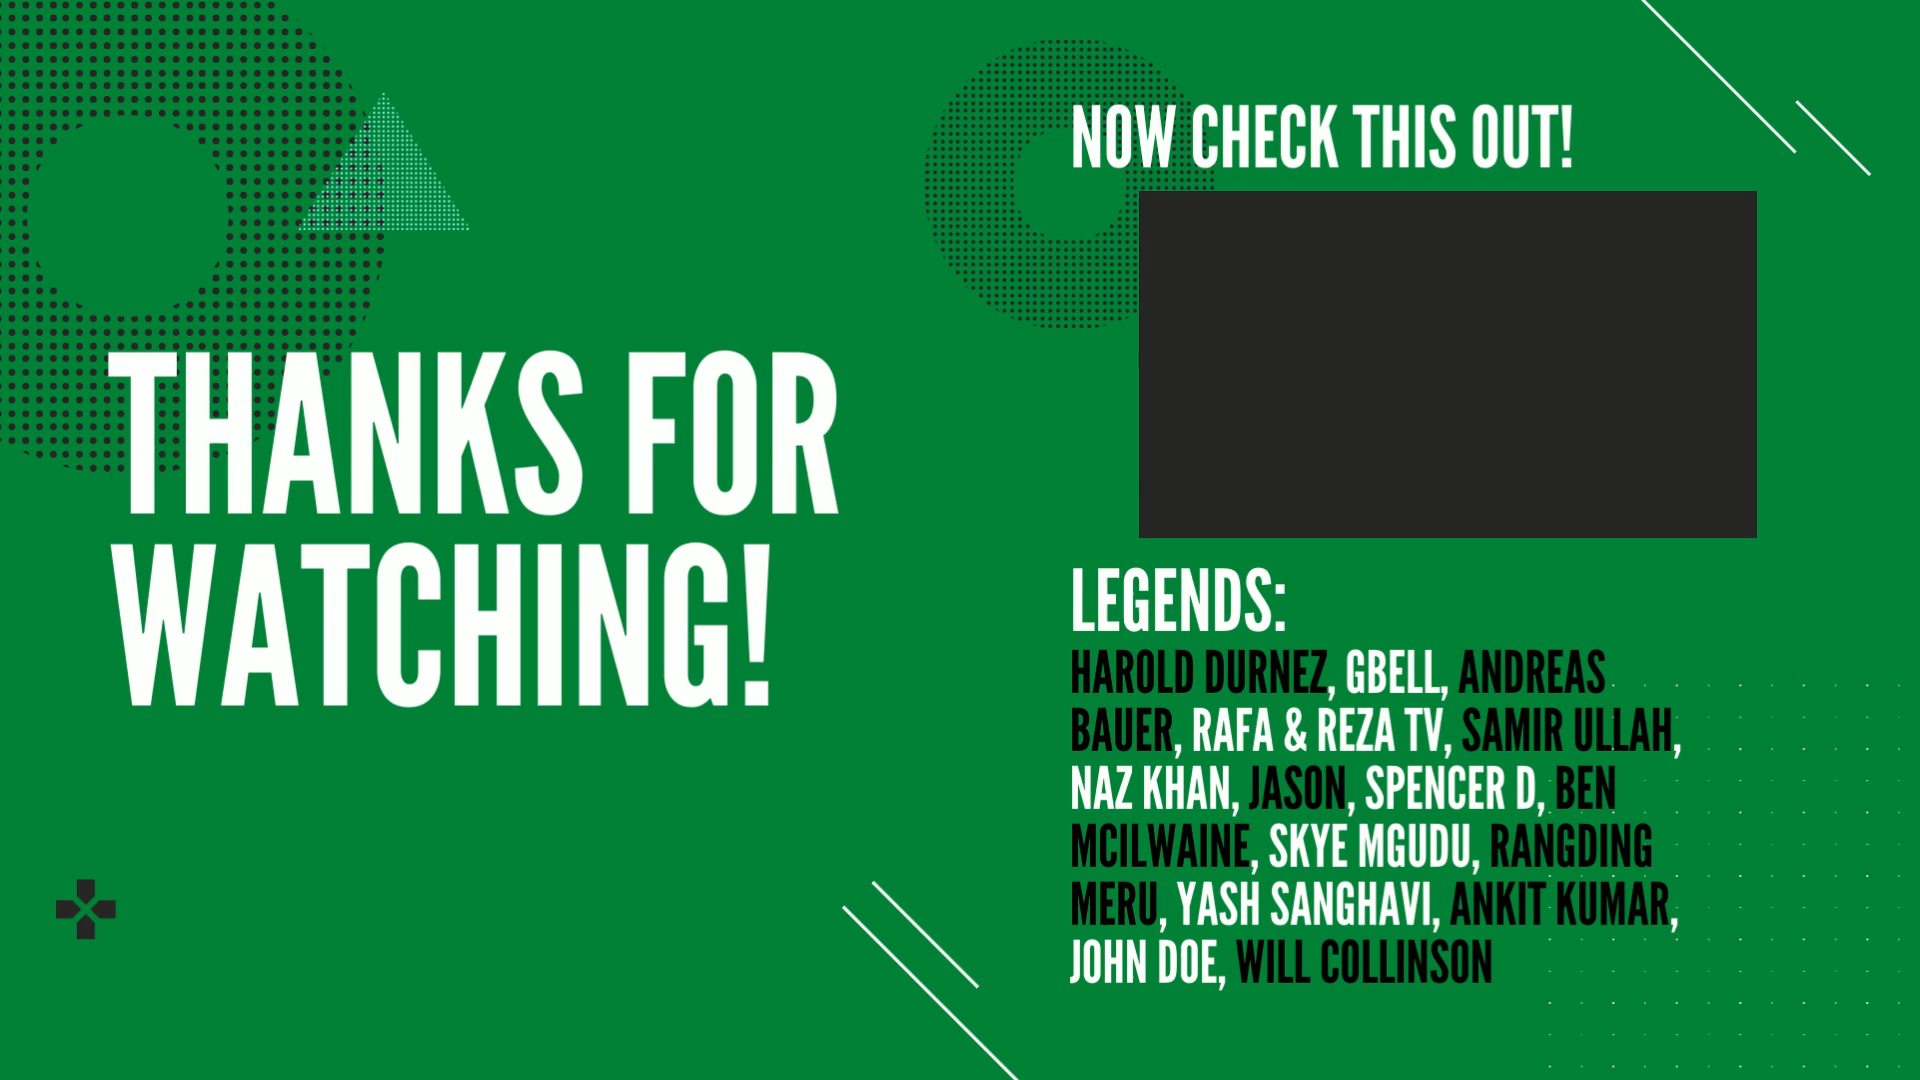 THANKS FOR
WATCHING!
NOW CHECK THIS OUT!
LEGENDS:
HAROLD DURNEZ, GBELL, ANDREAS
BAUER, RAFA & REZA TV, SAMIR ULLAH,
NAZ KHAN, JASON, SPENCER D, BEN
MCILWAINE, SKYE MGUDU, RANGDING
MERU, YASH SANGHAVI, ANKIT KUMAR,
JOHN DOE, WILL COLLINSON